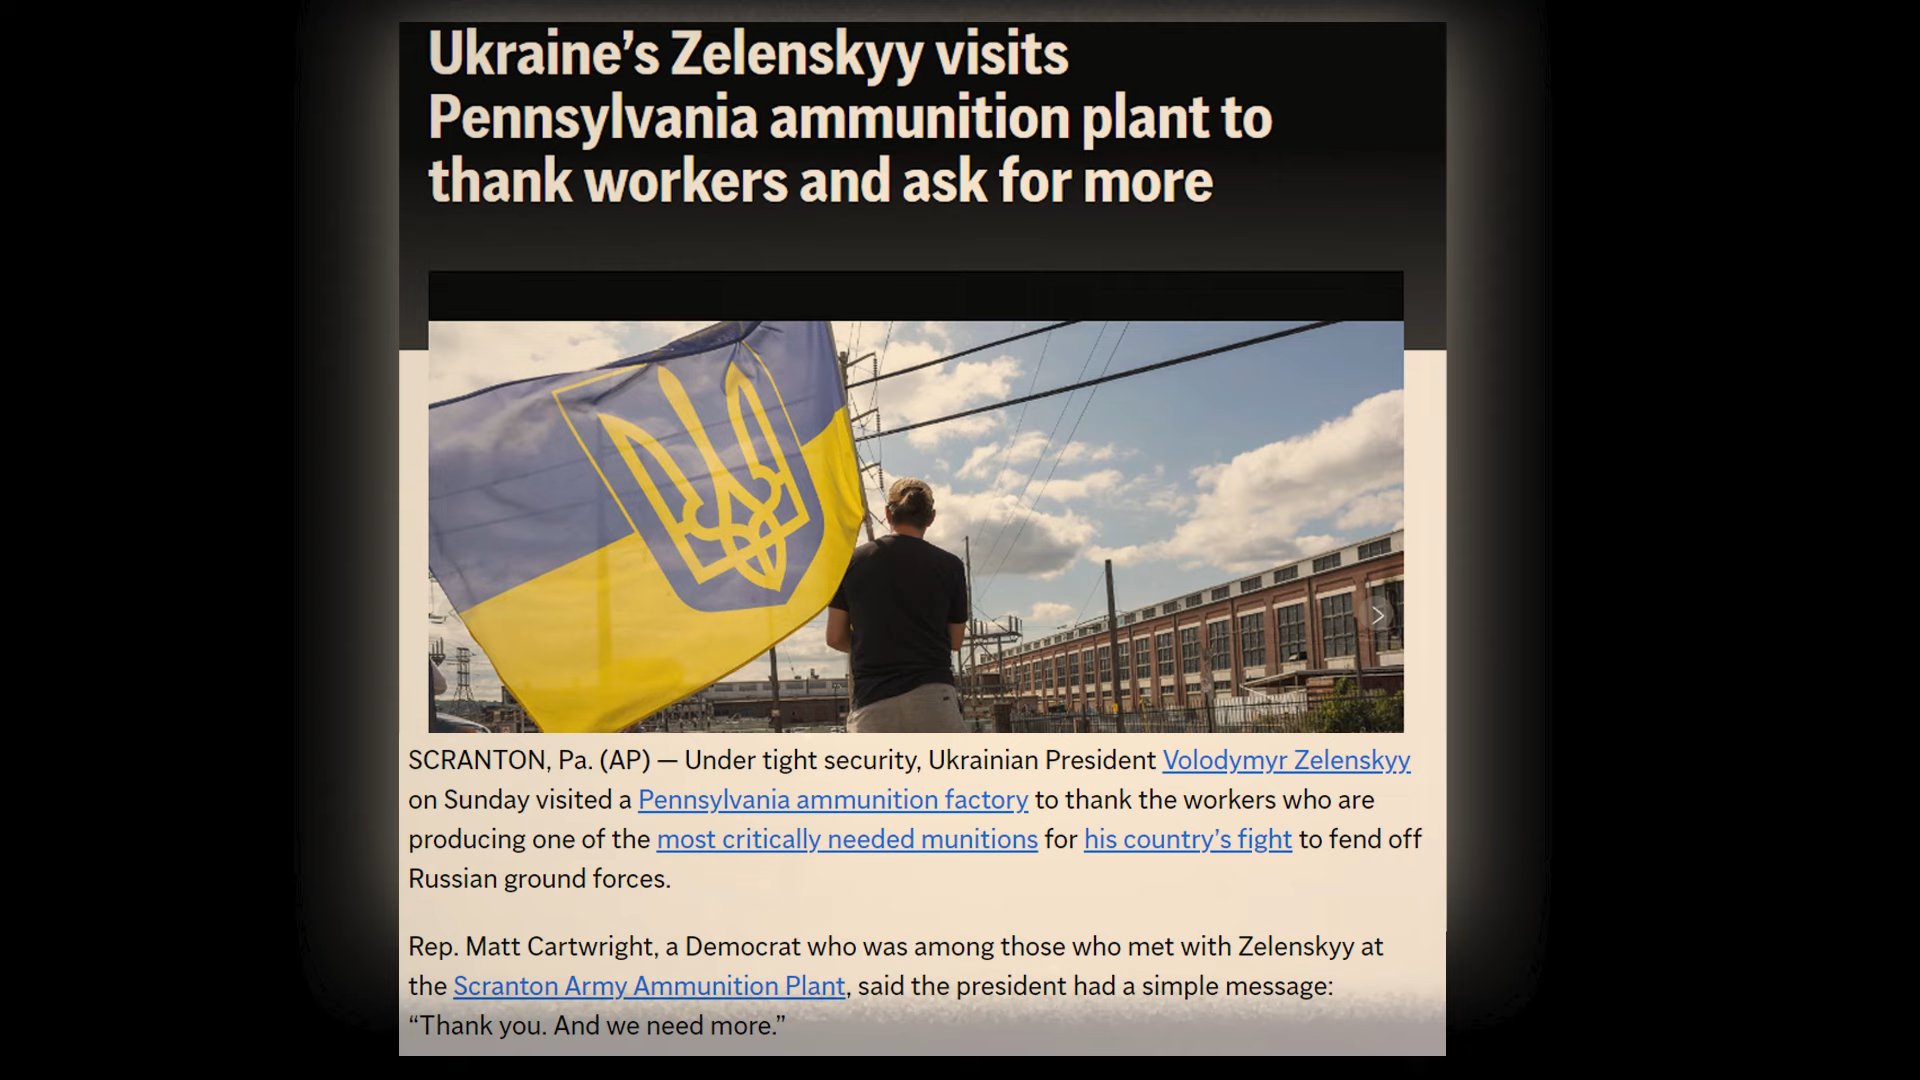 Ukraine’s Zelenskyy visits
Pennsylvania ammunition plant to
thank workers and ask for more
SCRANTON, Pa. (AP) — Under tight security, Ukrainian President Volodymyr Zelenskyy
on Sunday visited a Pennsylvania ammunition factory to thank the workers who are
producing one of the most critically needed munitions for his country’s fight to fend off
Russian ground forces.
Rep. Matt Cartwright, a Democrat who was among those who met with Zelenskyy at
the Scranton Army Ammunition Plant, said the president had a simple message:
“Thank you. And we need more.”